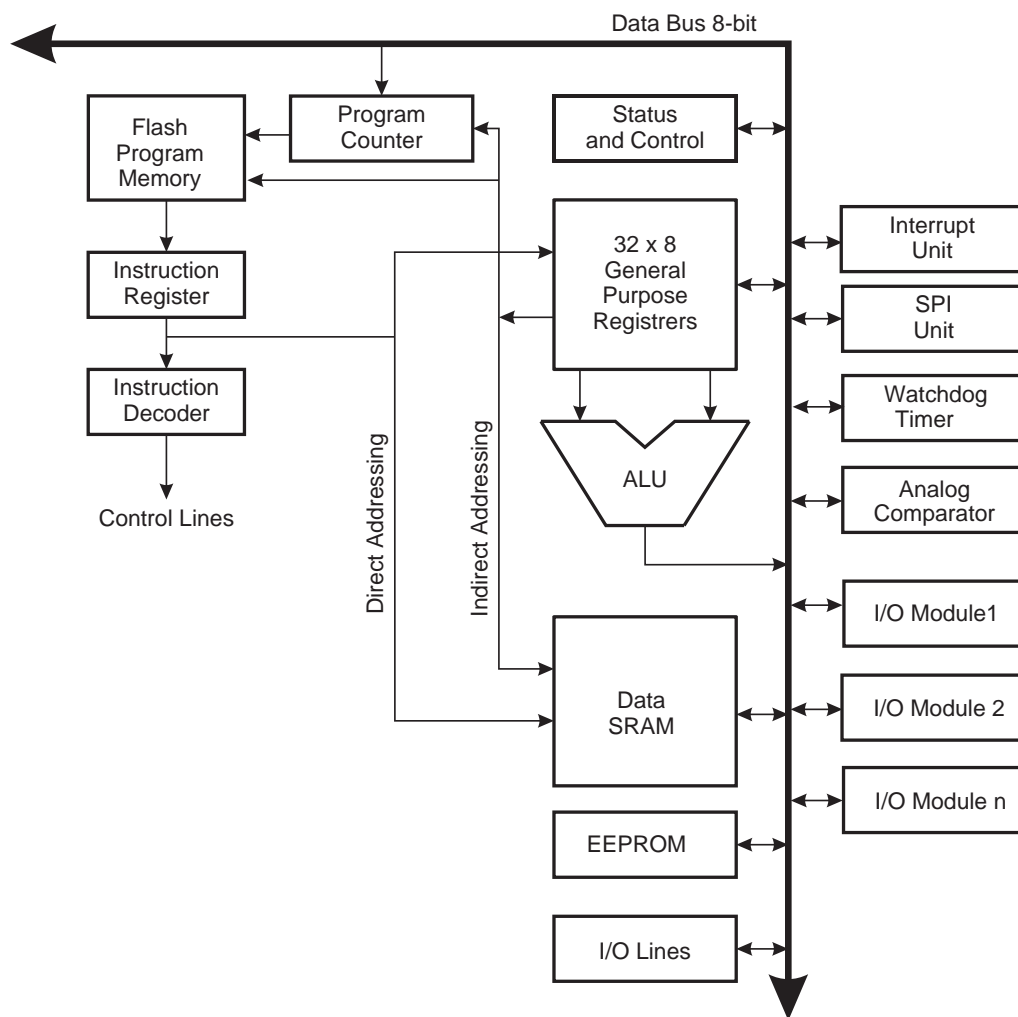 Data Bus 8-bit
Flash
Program
Memory
Program
Counter
Status
and Control
Interrupt
Unit
32 x 8
General
Purpose
Registrers
Instruction
Register
SPI
Unit
Instruction
Decoder
Watchdog
Timer
Direct Addressing
Indirect Addressing
ALU
Analog
Comparator
Control Lines
I/O Module1
Data
SRAM
I/O Module 2
I/O Module n
EEPROM
I/O Lines